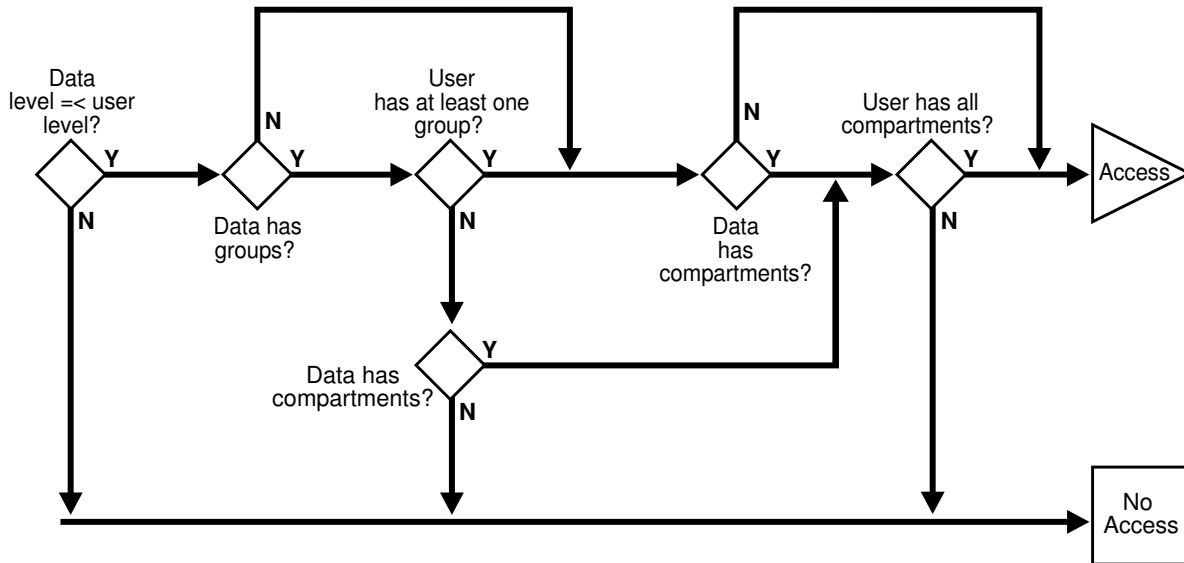 Data
level =< user
level?
Y
N
N
Y
Data has
groups?
User
has at least one
group?
Y
N
Data has
compartments?
Y
N
N
Y
Data
has
compartments?
User has all
compartments?
Y
N
Access
No
Access